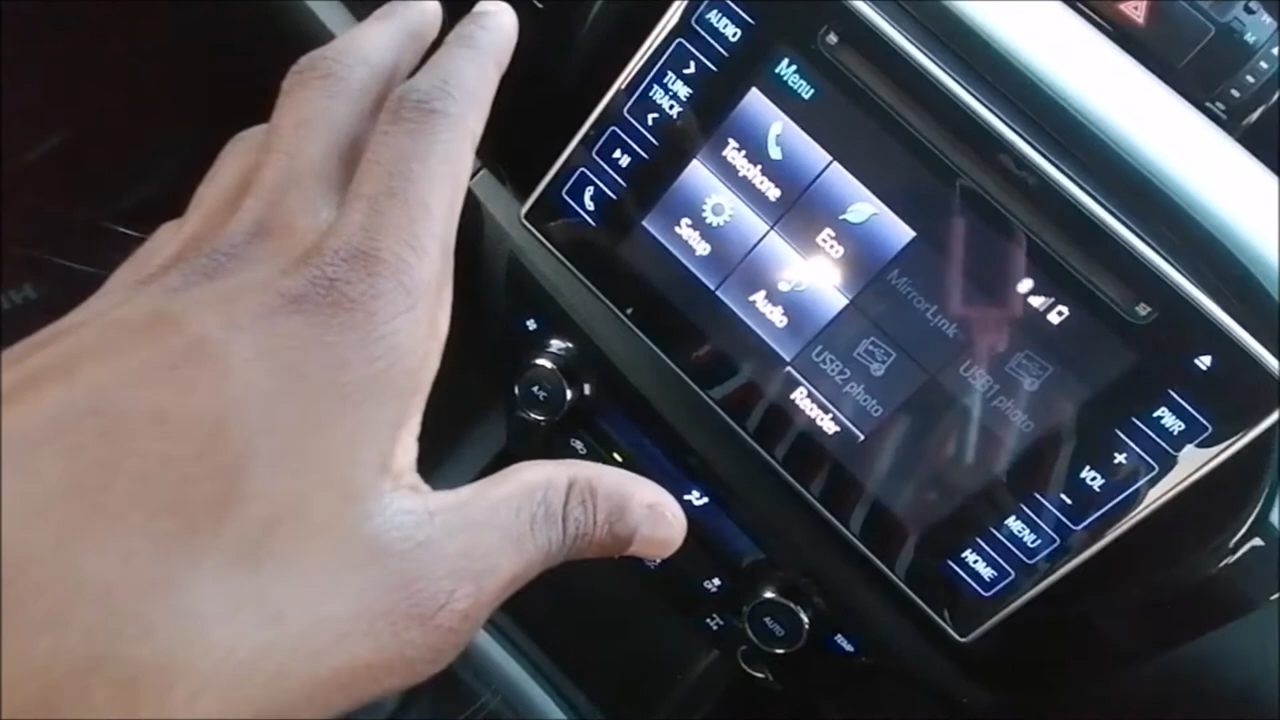 AUDIO
TUNE
TRACK
Menu
Telephone
Eco
MirrorLink
Setup
Audio
USB2 photo
USB1 photo
Reorder
PWR
+
VOL
-
MENU
HOME
A/C
OFF
AUTO
TEMP